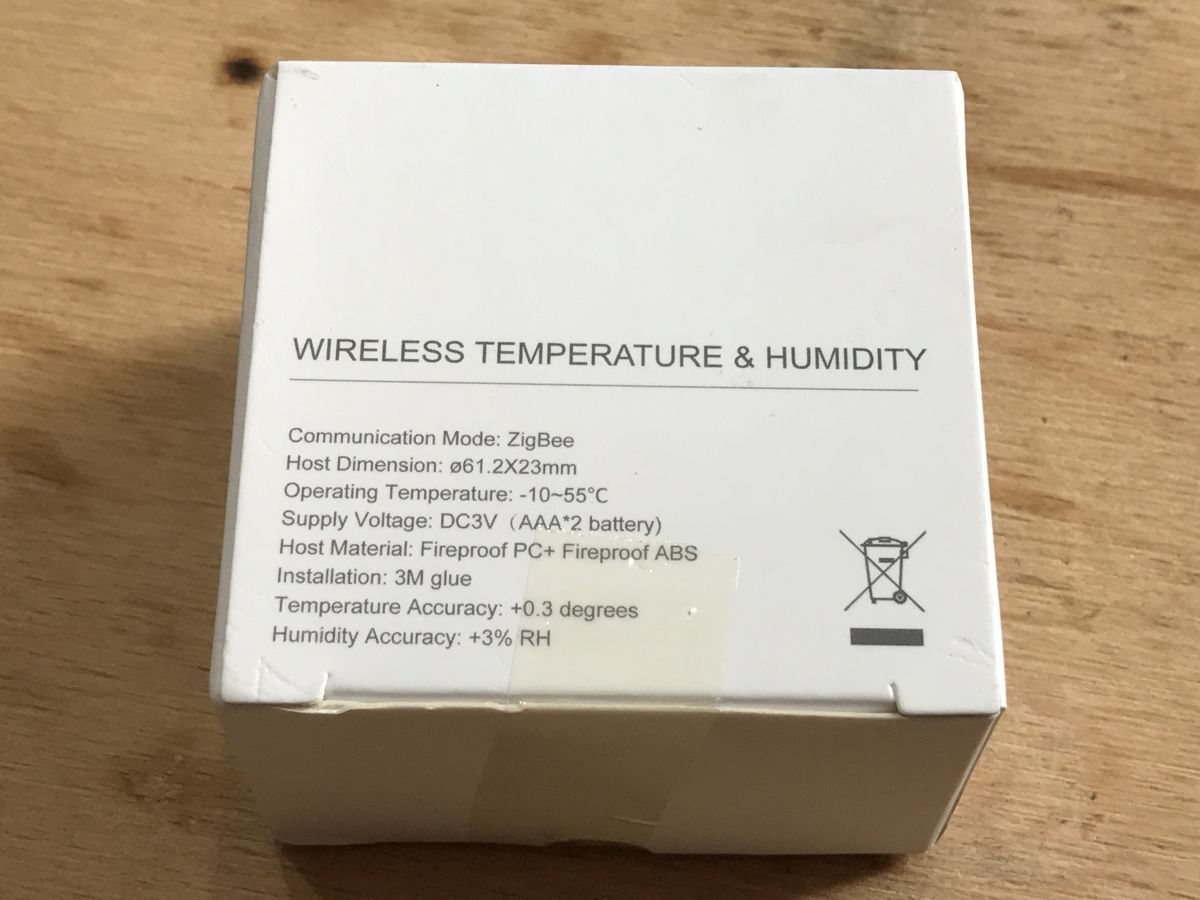 WIRELESS TEMPERATURE & HUMIDITY
Communication Mode: ZigBee
Host Dimension: ø61.2X23mm
Operating Temperature: -10~55℃
Supply Voltage: DC3V（AAA*2 battery)
Host Material: Fireproof PC+ Fireproof ABS
Installation: 3M glue
Temperature Accuracy: +0.3 degrees
Humidity Accuracy: +3% RH